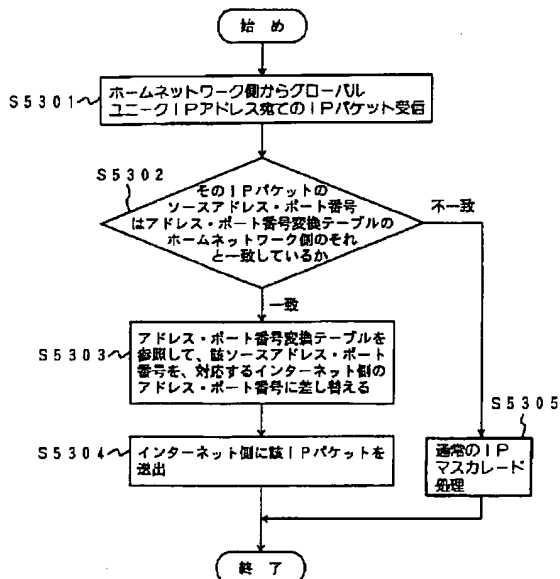 始め
S5301
ホームネットワーク側からグローバル
ユニークIPアドレス宛てのIPパケット受信
S5302
そのIPパケットの
ソースアドレス・ポート番号
はアドレス・ポート番号変換テーブルの
ホームネットワーク側のそれ
と一致しているか
不一致
一致
S5303
アドレス・ポート番号変換テーブルを
参照して、該ソースアドレス・ポート
番号を、対応するインターネット側の
アドレス・ポート番号に差し替える
S5304
インターネット側に該IPパケットを
送出
S5305
通常のIP
マスカレード
処理
終了